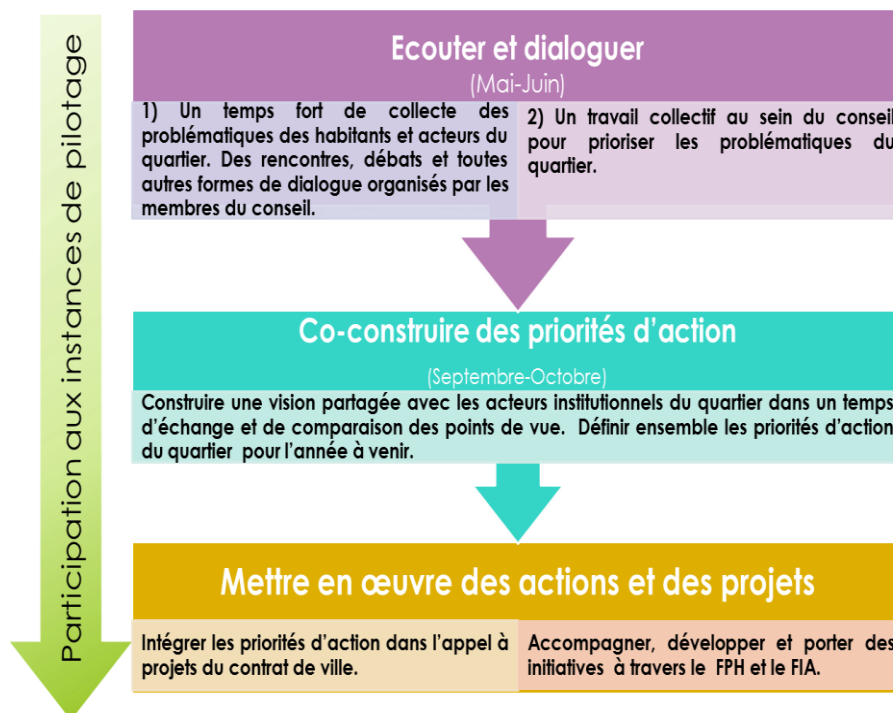 Participation aux instances de pilotage
Ecouter et dialoguer
(Mai-Juin)
1) Un temps fort de collecte des
problématiques des habitants et acteurs du
quartier. Des rencontres, débats et toutes
autres formes de dialogue organisés par les
membres du conseil.
2) Un travail collectif au sein du conseil
pour prioriser les problématiques du
quartier.
Co-construire des priorités d’action
(Septembre-Octobre)
Construire une vision partagée avec les acteurs institutionnels du quartier dans un temps
d’échange et de comparaison des points de vue. Définir ensemble les priorités d’action
du quartier pour l’année à venir.
Mettre en œuvre des actions et des projets
Intégrer les priorités d’action dans l’appel à
projets du contrat de ville.
Accompagner, développer et porter des
initiatives à travers le FPH et le FIA.